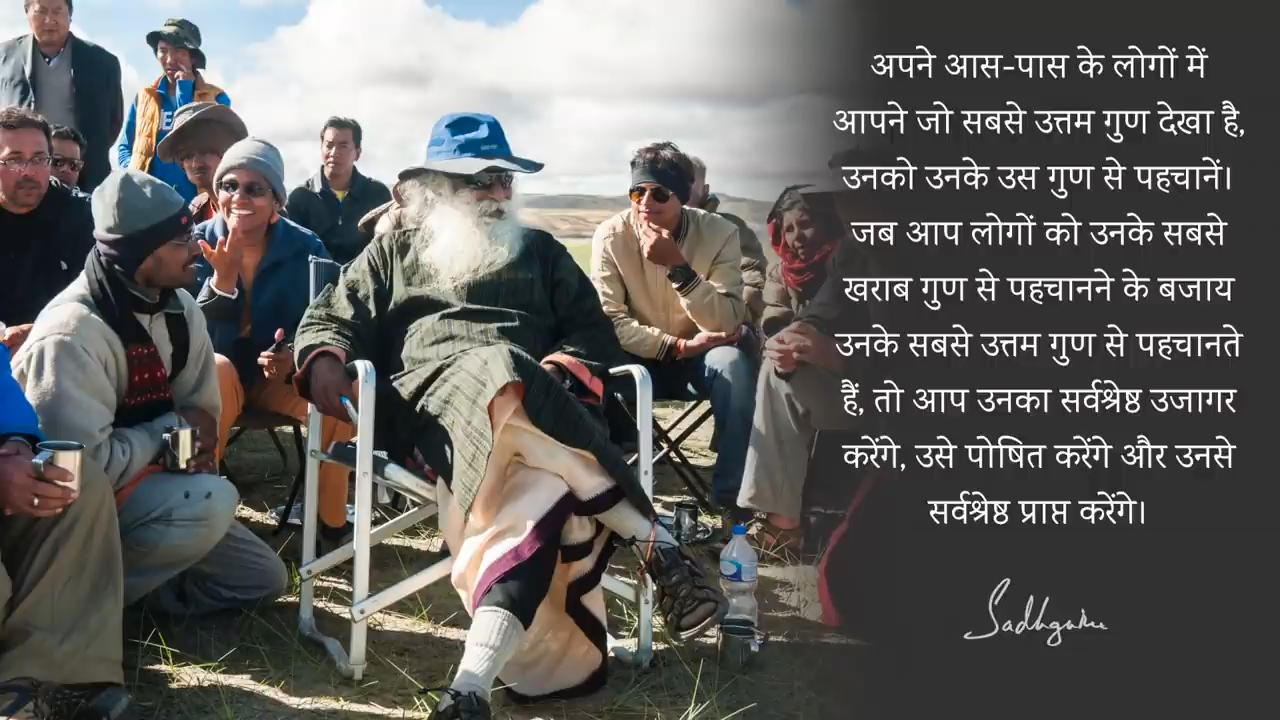 अपने आस-पास के लोगों में
आपने जो सबसे उत्तम गुण देखा है,
उनको उनके उस गुण से पहचानें।
जब आप लोगों को उनके सबसे
खराब गुण से पहचानने के बजाय
उनके सबसे उत्तम गुण से पहचानते
हैं, तो आप उनका सर्वश्रेष्ठ उजागर
करेंगे, उसे पोषित करेंगे और उनसे
सर्वश्रेष्ठ प्राप्त करेंगे।
Sadhguru